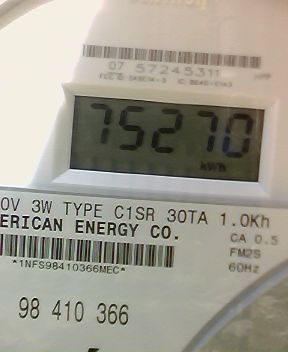 07 57245311
75270
kWh
0V 3W TYPE C1SR 30TA 1.0Kh
ERICAN ENERGY CO.
CA 0.5
FM2S
60Hz
*1NFS98410366MEC*
98 410 366